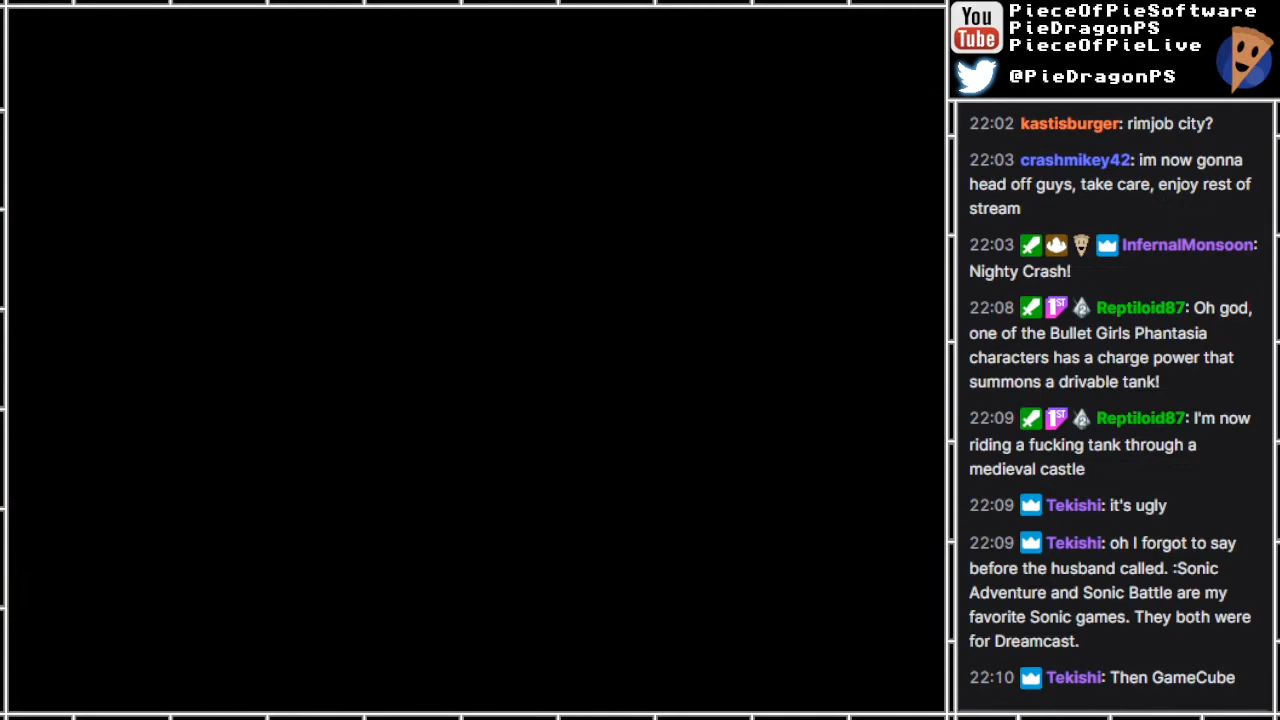 You
Tube
PieceOfPieSoftware
PieDragonPS
PieceOfPieLive
@PieDragonPS
22:02 kastisburger: rimjob city?
22:03 crashmikey42: im now gonna
head off guys, take care, enjoy rest of
stream
22:03 InfernalMonsoon:
Nighty Crash!
22:08 1ST 2 Reptiloid87: Oh god,
one of the Bullet Girls Phantasia
characters has a charge power that
summons a drivable tank!
22:09 1ST 2 Reptiloid87: I'm now
riding a fucking tank through a
medieval castle
22:09 Tekishi: it's ugly
22:09 Tekishi: oh I forgot to say
before the husband called. :Sonic
Adventure and Sonic Battle are my
favorite Sonic games. They both were
for Dreamcast.
22:10 Tekishi: Then GameCube